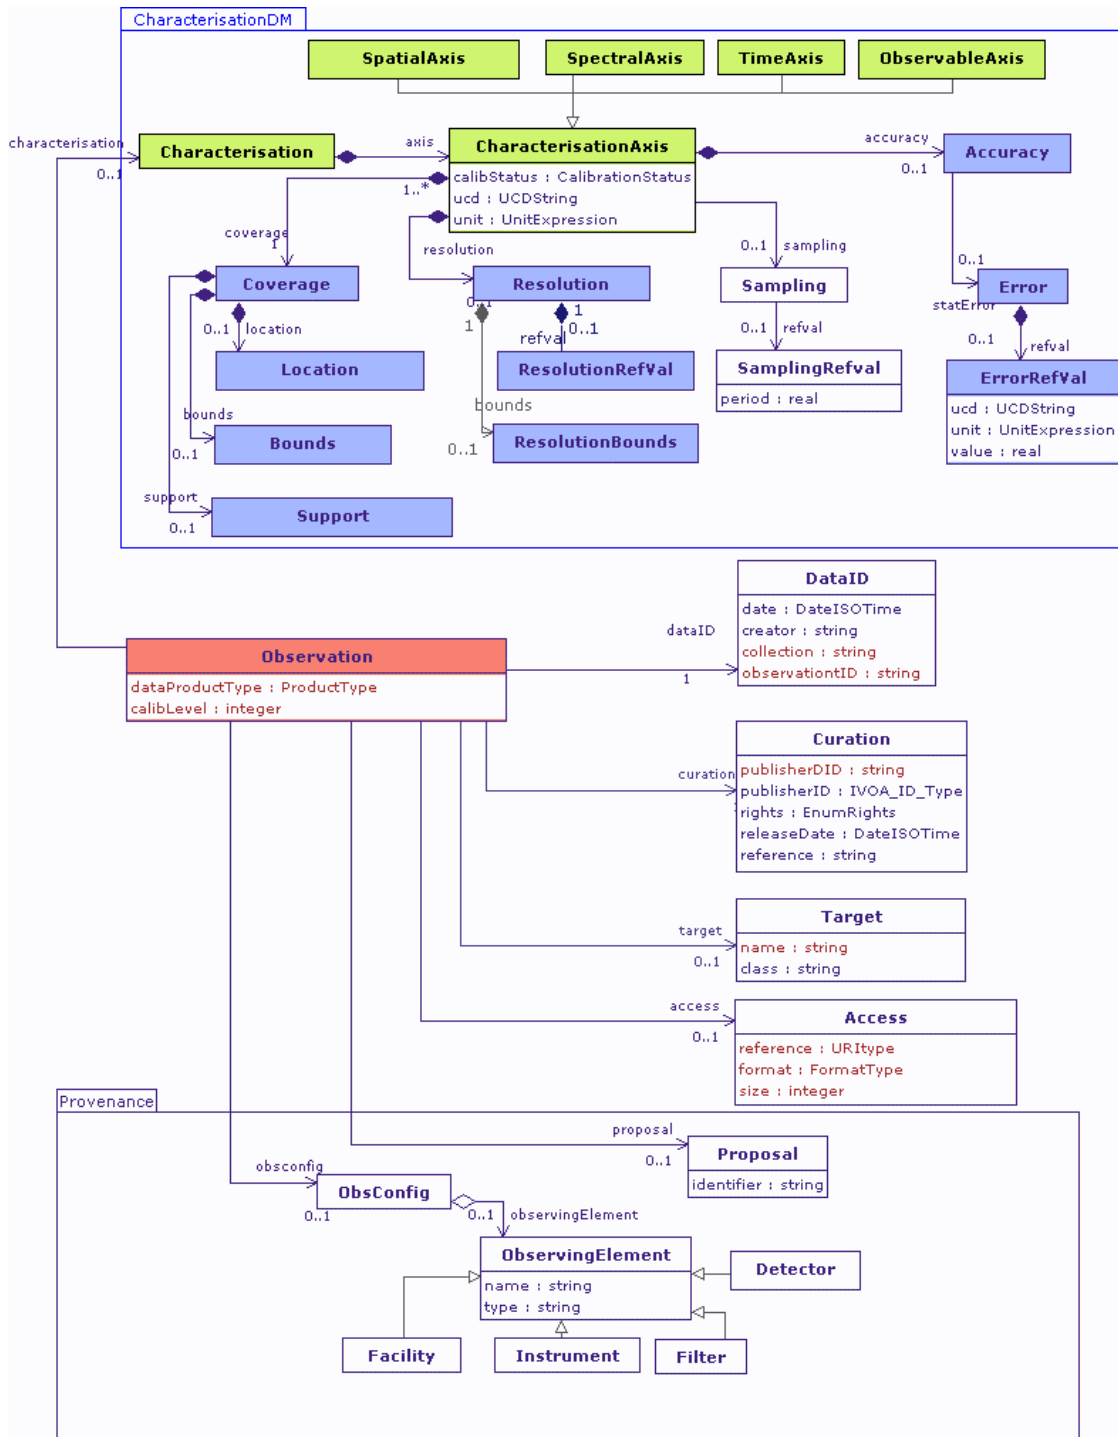 CharacterisationDM
SpatialAxis
SpectralAxis
TimeAxis
ObservableAxis
characterisation
0..1
Characterisation
axis
1..*
CharacterisationAxis
calibStatus : CalibrationStatus
ucd : UCDString
unit : UnitExpression
accuracy
0..1
Accuracy
coverage
1
resolution
0..1
0..1 sampling
0..1
statError
Coverage
Resolution
Sampling
Error
0..1 location
1
1
0..1
refval
0..1 refval
0..1 refval
Location
ResolutionRefVal
SamplingRefval
period : real
ErrorRefVal
ucd : UCDString
unit : UnitExpression
value : real
bounds
0..1
Bounds
bounds
0..1
ResolutionBounds
support
0..1
Support
DataID
date : DateISOTime
creator : string
collection : string
observationtID : string
dataID
1
Observation
dataProductType : ProductType
calibLevel : integer
Curation
publisherDID : string
publisherID : IVOA_ID_Type
rights : EnumRights
releaseDate : DateISOTime
reference : string
curation
Target
name : string
class : string
target
0..1
Access
reference : URItype
format : FormatType
size : integer
access
0..1
Provenance
proposal
0..1
Proposal
identifier : string
obsconfig
0..1
ObsConfig
0..1
observingElement
ObservingElement
name : string
type : string
Detector
Facility
Instrument
Filter